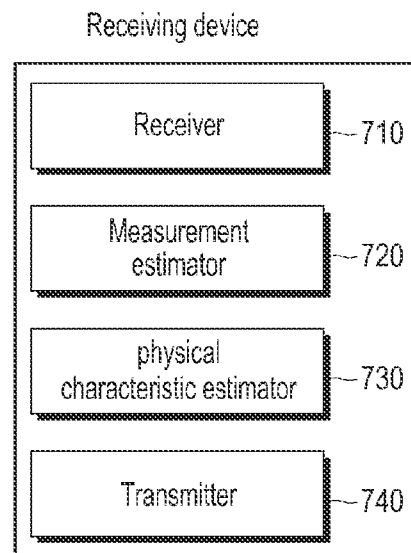 Receiving device
Receiver
710
Measurement
estimator
720
physical
characteristic estimator
730
Transmitter
740